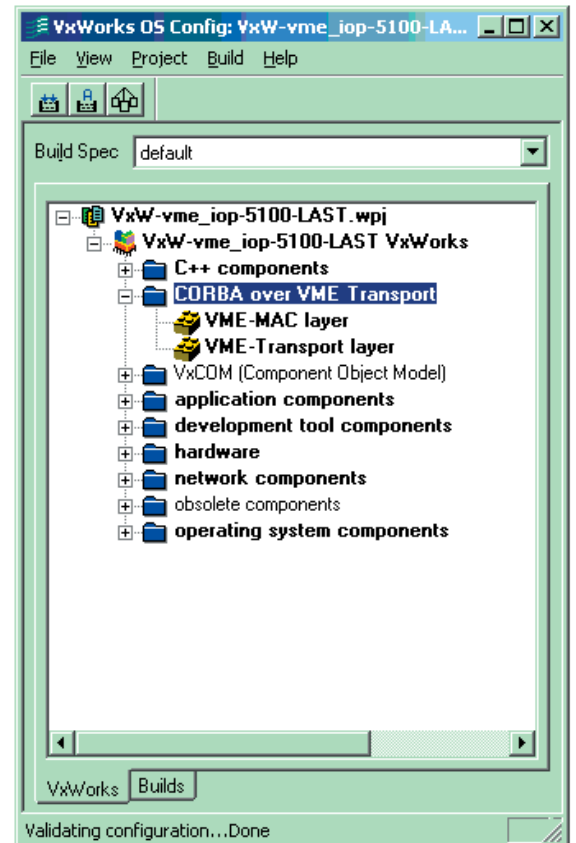 VxWorks OS Config: VxW-vme_iop-5100-LA...
File View Project Build Help
Build Spec default
VxW-vme_iop-5100-LAST.wpj
VxW-vme_iop-5100-LAST VxWorks
C++ components
CORBA over VME Transport
VME-MAC layer
VME-Transport layer
VxCOM (Component Object Model)
application components
development tool components
hardware
network components
obsolete components
operating system components
VxWorks Builds
Validating configuration...Done